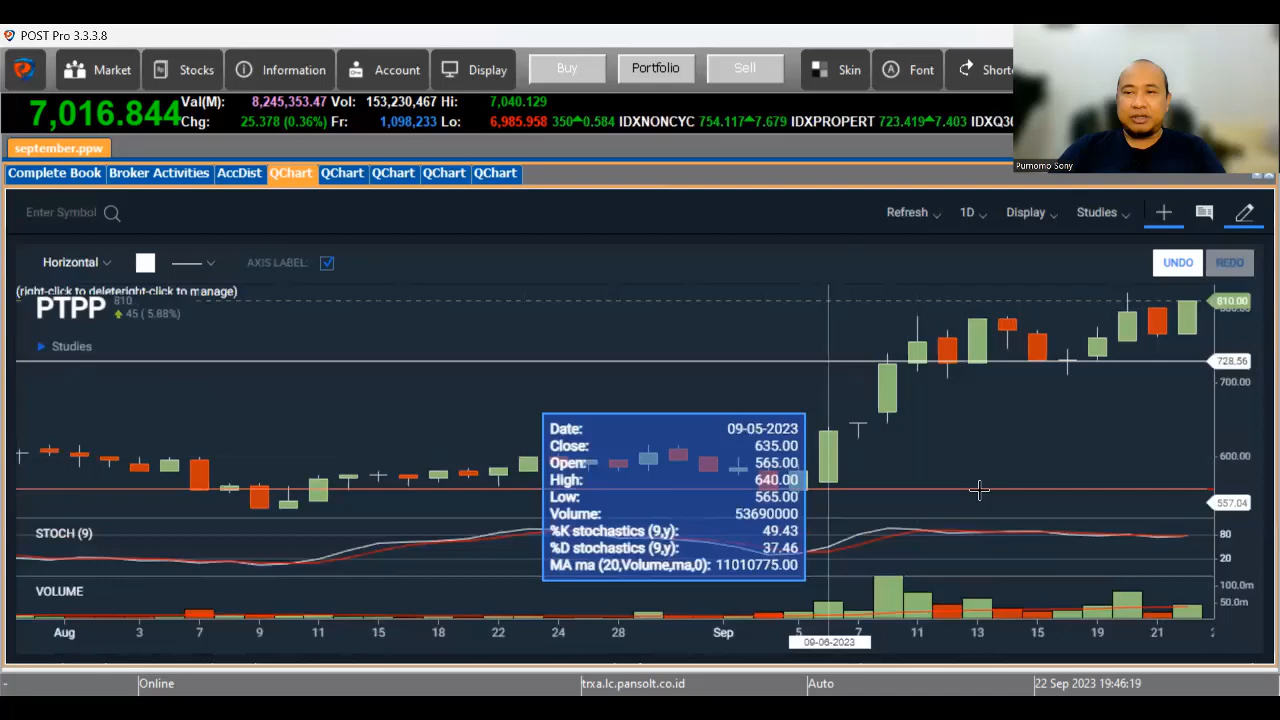 POST Pro 3.3.3.8
Market Stocks Information Account Display Buy Portfolio Sell Skin Font Short
7,016.844 Val(M): 8,245,353.47 Vol: 153,230,467 Hi: 7,040.129
Chg: 25.378 (0.36%) Fr: 1,098,233 Lo: 6,985.958 350 0.584 IDXNONCYC 754.117 7.679 IDXPROPERT 723.419 7.403 IDXQ30
Purnomo Sony
september.ppw
Complete Book Broker Activities AccDist QChart QChart QChart QChart QChart
Enter Symbol Refresh 1D Display Studies
Horizontal AXIS LABEL: UNDO REDO
(right-click to deleteright-click to manage)
PTPP 810
45 ( 5.88%)
810.00
Studies
728.56
700.00
Date: 09-05-2023
Close: 635.00
Open: 565.00
600.00
High: 640.00
Low: 565.00
557.04
Volume: 53690000
%K stochastics (9,y): 49.43
%D stochastics (9,y): 37.46
MA ma (20,Volume,ma,0): 11010775.00
STOCH (9) 80
20
VOLUME 100.0m
50.0m
Aug 3 7 9 11 15 18 22 24 28 Sep 5 7 11 13 15 19 21
09-06-2023
- Online trxa.lc.pansolt.co.id Auto 22 Sep 2023 19:46:19